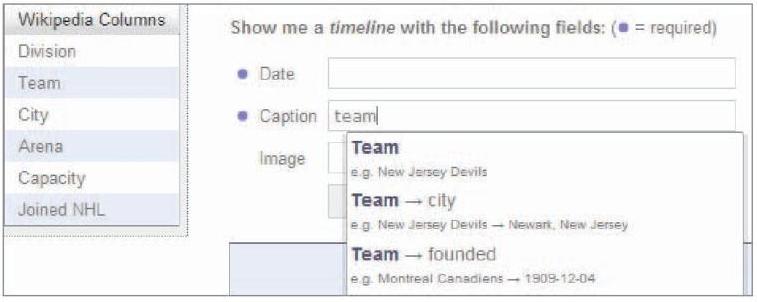 Wikipedia Columns
Division
Team
City
Arena
Capacity
Joined NHL
Show me a timeline with the following fields: (● = required)
● Date
● Caption team
Image
Team
e.g. New Jersey Devils
Team → city
e.g. New Jersey Devils → Newark, New Jersey
Team → founded
e.g. Montreal Canadiens → 1909-12-04